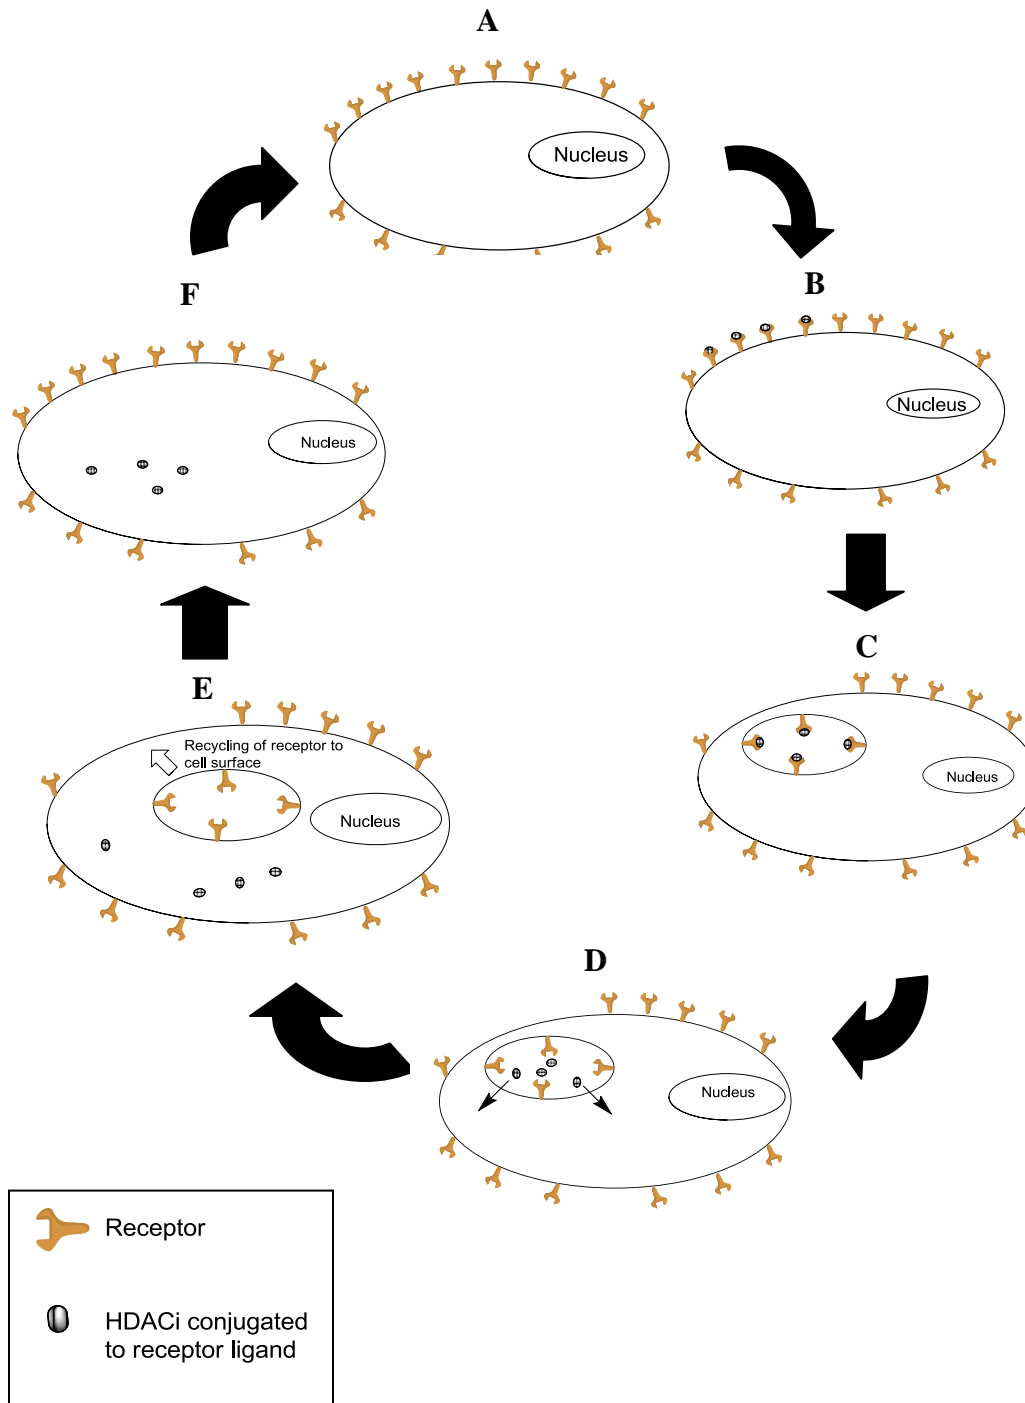 A
Nucleus
B
Nucleus
C
Nucleus
D
Nucleus
E
Recycling of receptor to
cell surface
Nucleus
F
Nucleus
Receptor
HDACi conjugated
to receptor ligand